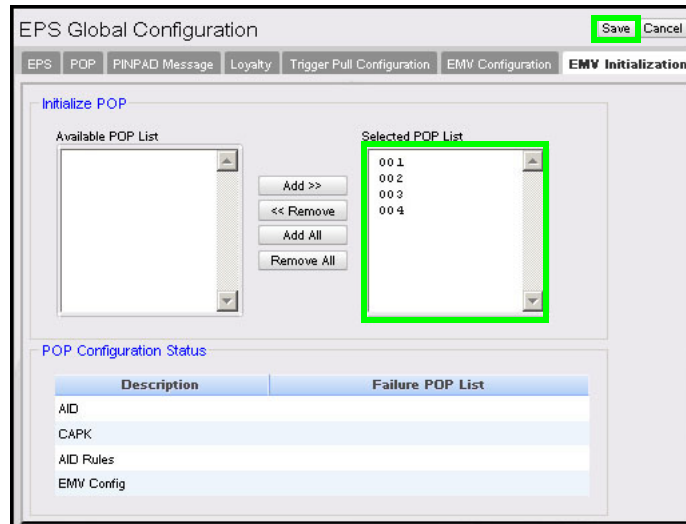 EPS Global Configuration
Save Cancel
EPS POP PINPAD Message Loyalty Trigger Pull Configuration EMV Configuration EMV Initialization
Initialize POP
Available POP List
Selected POP List
001
002
003
004
Add >>
<< Remove
Add All
Remove All
POP Configuration Status
Description Failure POP List
AID
CAPK
AID Rules
EMV Config